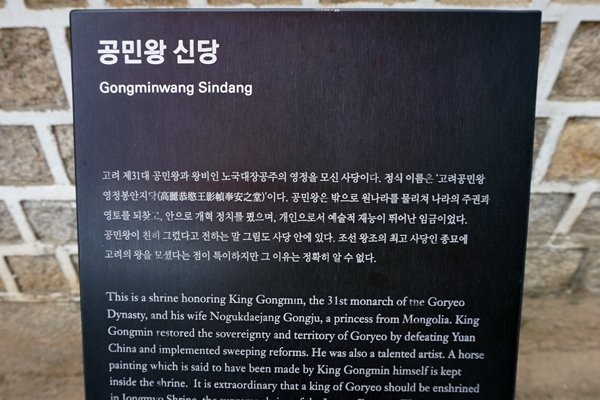 공민왕 신당
Gongminwang Sindang
고려 제31대 공민왕과 왕비인 노국대장공주의 영정을 모신 사당이다. 정식 이름은 '고려공민왕
영정봉안지당(高麗恭愍王影幀奉安之堂)'이다. 공민왕은 밖으로 원나라를 물리쳐 나라의 주권과
영토를 되찾고, 안으로 개혁 정치를 폈으며, 개인으로서 예술적 재능이 뛰어난 임금이었다.
공민왕이 친히 그렸다고 전하는 말 그림도 사당 안에 있다. 조선 왕조의 최고 사당인 종묘에
고려의 왕을 모셨다는 점이 특이하지만 그 이유는 정확히 알 수 없다.
This is a shrine honoring King Gongmin, the 31st monarch of the Goryeo
Dynasty, and his wife Nogukdaejang Gongju, a princess from Mongolia. King
Gongmin restored the sovereignty and territory of Goryeo by defeating Yuan
China and implemented sweeping reforms. He was also a talented artist. A horse
painting which is said to have been made by King Gongmin himself is kept
inside the shrine. It is extraordinary that a king of Goryeo should be enshrined
in Jongmyo Shrine, the supreme shrine of the Joseon Dynasty.